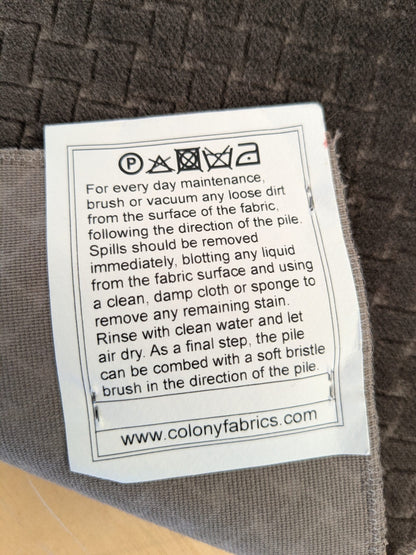 P
For every day maintenance,
brush or vacuum any loose dirt
from the surface of the fabric,
following the direction of the pile.
Spills should be removed
immediately, blotting any liquid
from the fabric surface and using
a clean, damp cloth or sponge to
remove any remaining stain.
Rinse with clean water and let
air dry. As a final step, the pile
can be combed with a soft bristle
brush in the direction of the pile.
www.colonyfabrics.com